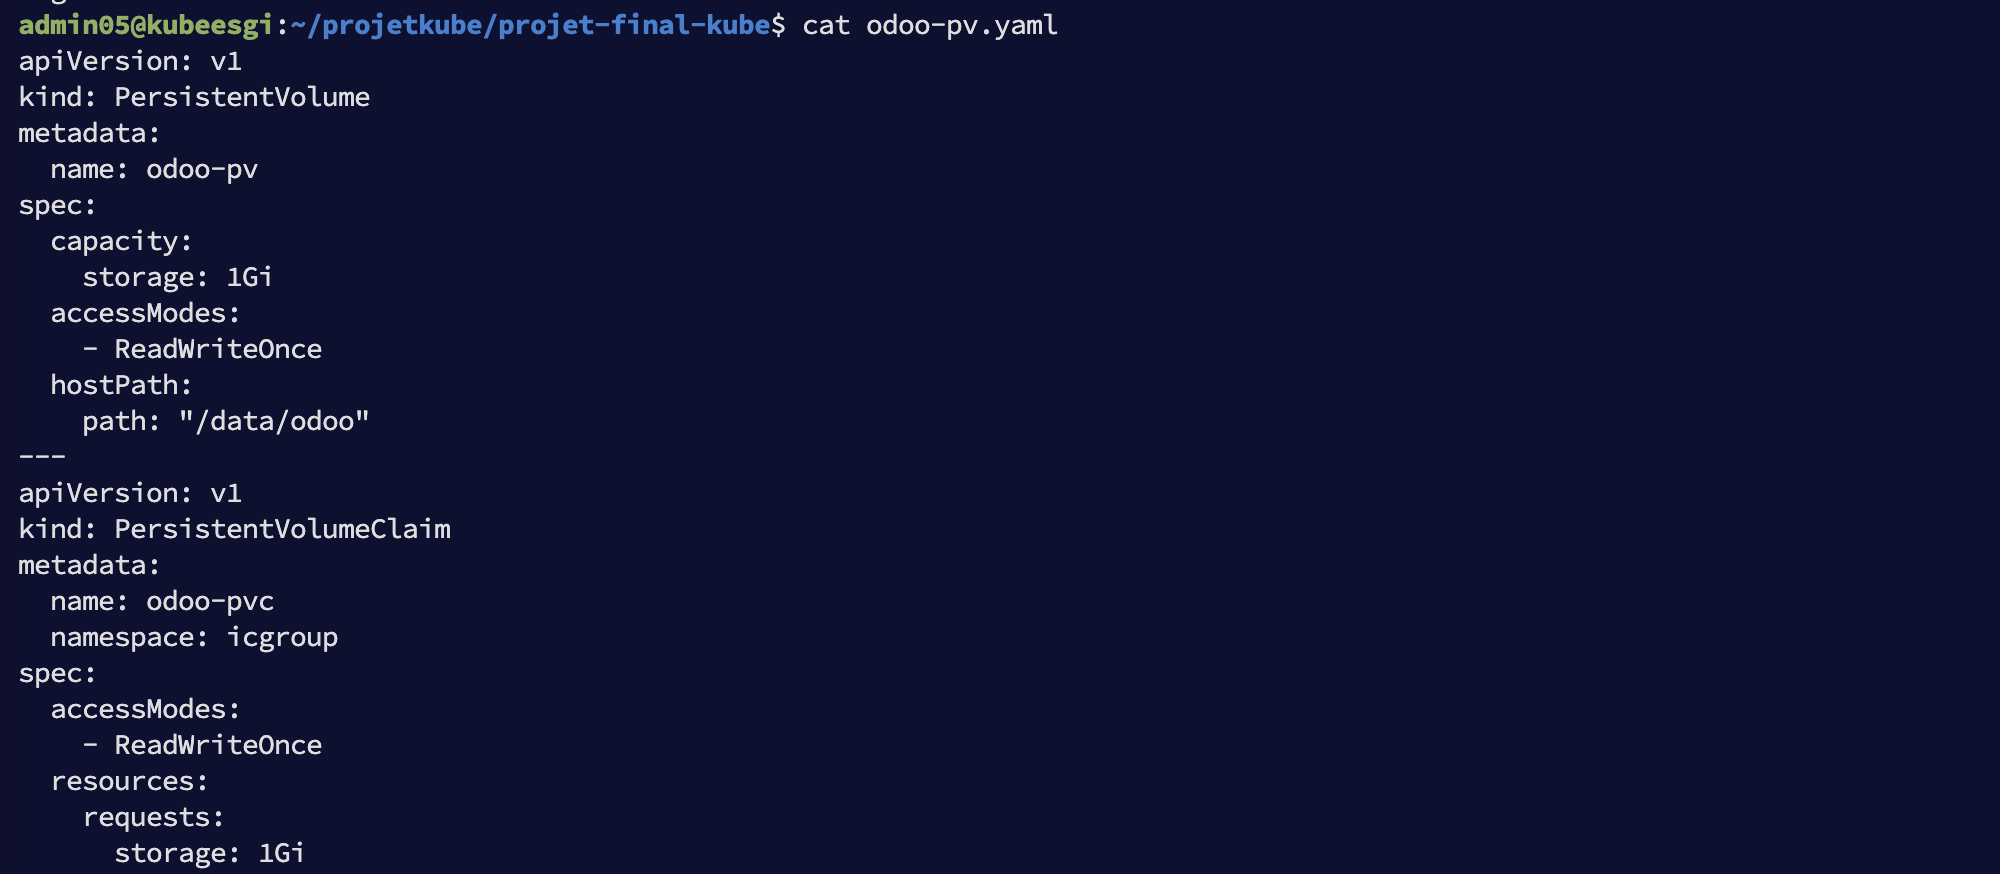 admin05@kubeesgi:~/projetkube/projet-final-kube$ cat odoo-pv.yaml
apiVersion: v1
kind: PersistentVolume
metadata:
  name: odoo-pv
spec:
  capacity:
    storage: 1Gi
  accessModes:
    - ReadWriteOnce
  hostPath:
    path: "/data/odoo"
---
apiVersion: v1
kind: PersistentVolumeClaim
metadata:
  name: odoo-pvc
  namespace: icgroup
spec:
  accessModes:
    - ReadWriteOnce
  resources:
    requests:
      storage: 1Gi